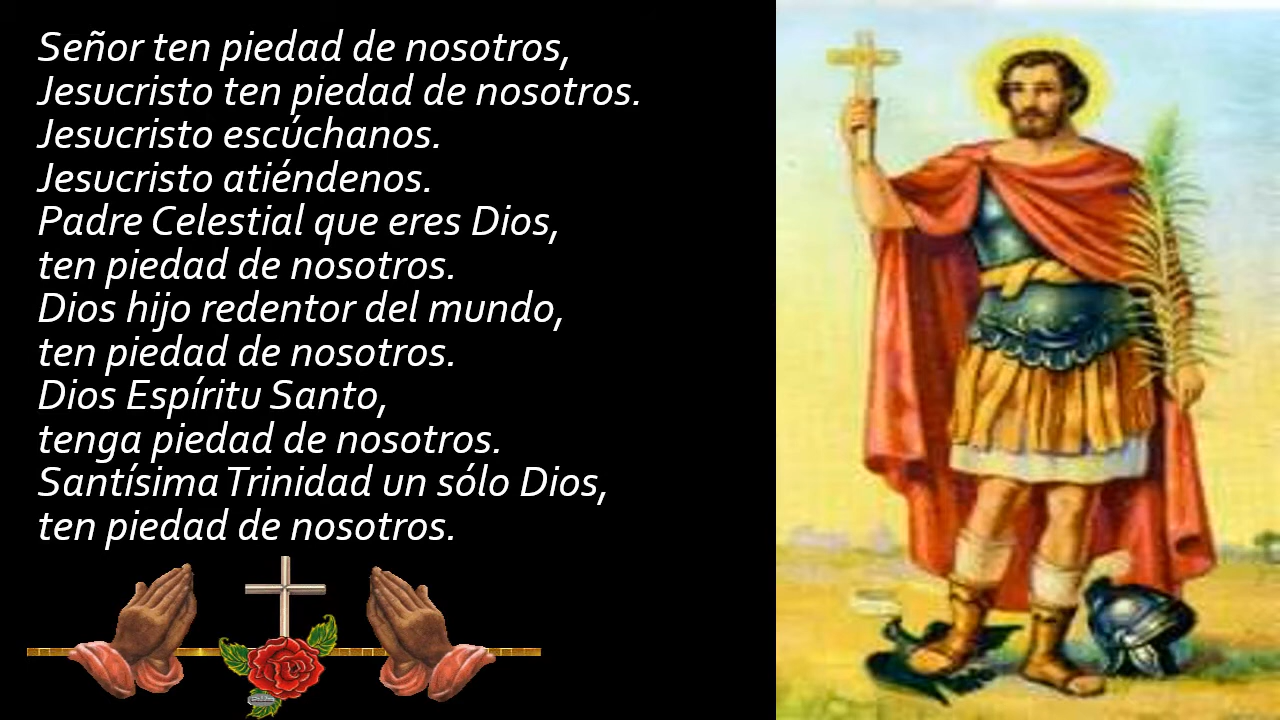 Señor ten piedad de nosotros,
Jesucristo ten piedad de nosotros.
Jesucristo escúchanos.
Jesucristo atiéndenos.
Padre Celestial que eres Dios,
ten piedad de nosotros.
Dios hijo redentor del mundo,
ten piedad de nosotros.
Dios Espíritu Santo,
tenga piedad de nosotros.
Santísima Trinidad un sólo Dios,
ten piedad de nosotros.